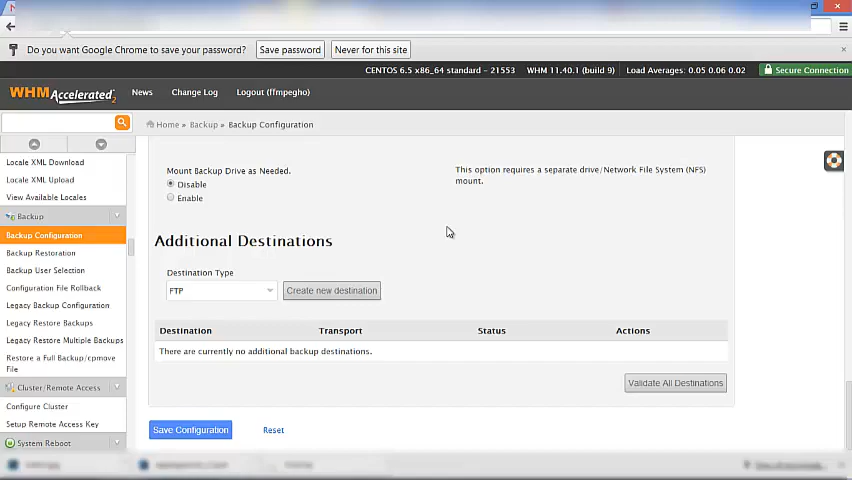 Do you want Google Chrome to save your password? Save password Never for this site
CENTOS 6.5 x86_64 standard - 21553 WHM 11.40.1 (build 9) Load Averages: 0.05 0.06 0.02 Secure Connection
WHM Accelerated2 News Change Log Logout (ffmpegho)
Home » Backup » Backup Configuration
Locale XML Download
Locale XML Upload
View Available Locales
Backup
Backup Configuration
Backup Restoration
Backup User Selection
Configuration File Rollback
Legacy Backup Configuration
Legacy Restore Backups
Legacy Restore Multiple Backups
Restore a Full Backup/cpmove
File
Cluster/Remote Access
Configure Cluster
Setup Remote Access Key
System Reboot
Mount Backup Drive as Needed.
Disable
Enable
This option requires a separate drive/Network File System (NFS)
mount.
Additional Destinations
Destination Type
FTP Create new destination
Destination Transport Status Actions
There are currently no additional backup destinations.
Validate All Destinations
Save Configuration Reset